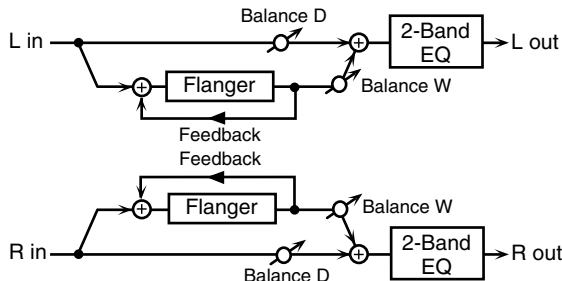 Balance D
L in
2-Band
EQ
L out
Flanger
Balance W
Feedback
Feedback
Flanger
Balance W
R in
2-Band
EQ
R out
Balance D